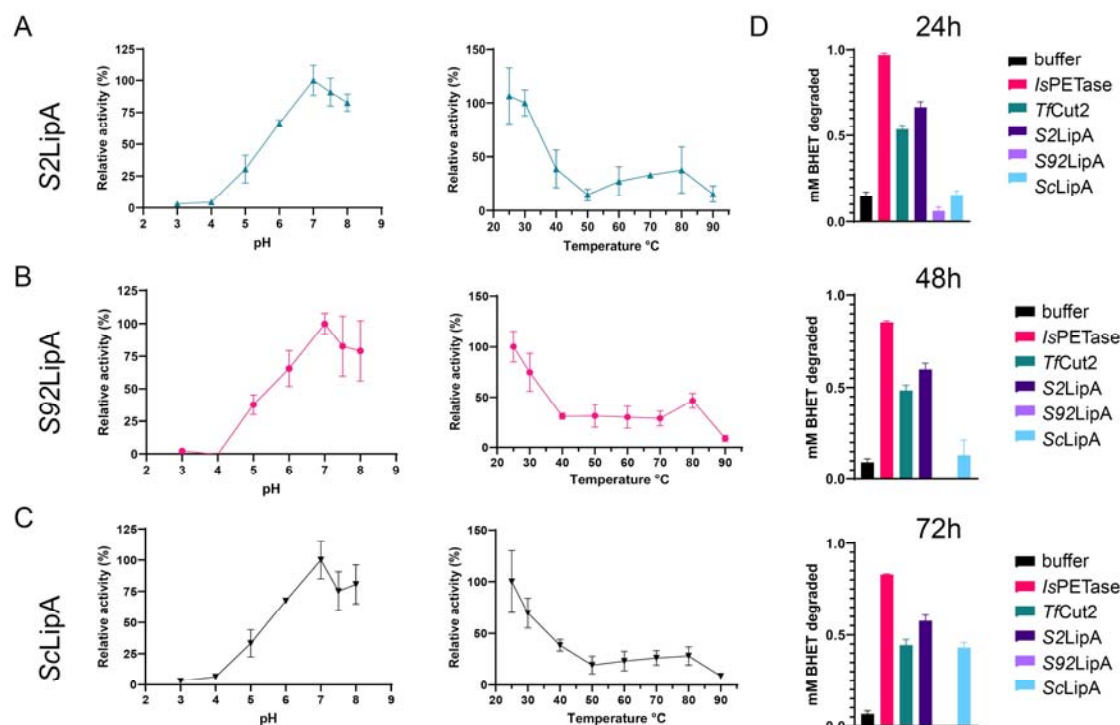 A
S2LipA
Relative activity (%)
125
100
75
50
25
0
2 3 4 5 6 7 8 9
pH
Relative activity (%)
150
100
50
0
20 30 40 50 60 70 80 90
Temperature °C
B
S92LipA
Relative activity (%)
125
100
75
50
25
0
2 3 4 5 6 7 8 9
pH
Relative activity (%)
150
100
50
0
20 30 40 50 60 70 80 90
Temperature °C
C
ScLipA
Relative activity (%)
125
100
75
50
25
0
2 3 4 5 6 7 8 9
pH
Relative activity (%)
150
100
50
0
20 30 40 50 60 70 80 90
Temperature °C
D
24h
mM BHET degraded
1.0
0.5
0.0
buffer
IsPETase
TfCut2
S2LipA
S92LipA
ScLipA
48h
mM BHET degraded
1.0
0.5
0.0
buffer
IsPETase
TfCut2
S2LipA
S92LipA
ScLipA
72h
mM BHET degraded
1.0
0.5
0.0
buffer
IsPETase
TfCut2
S2LipA
S92LipA
ScLipA